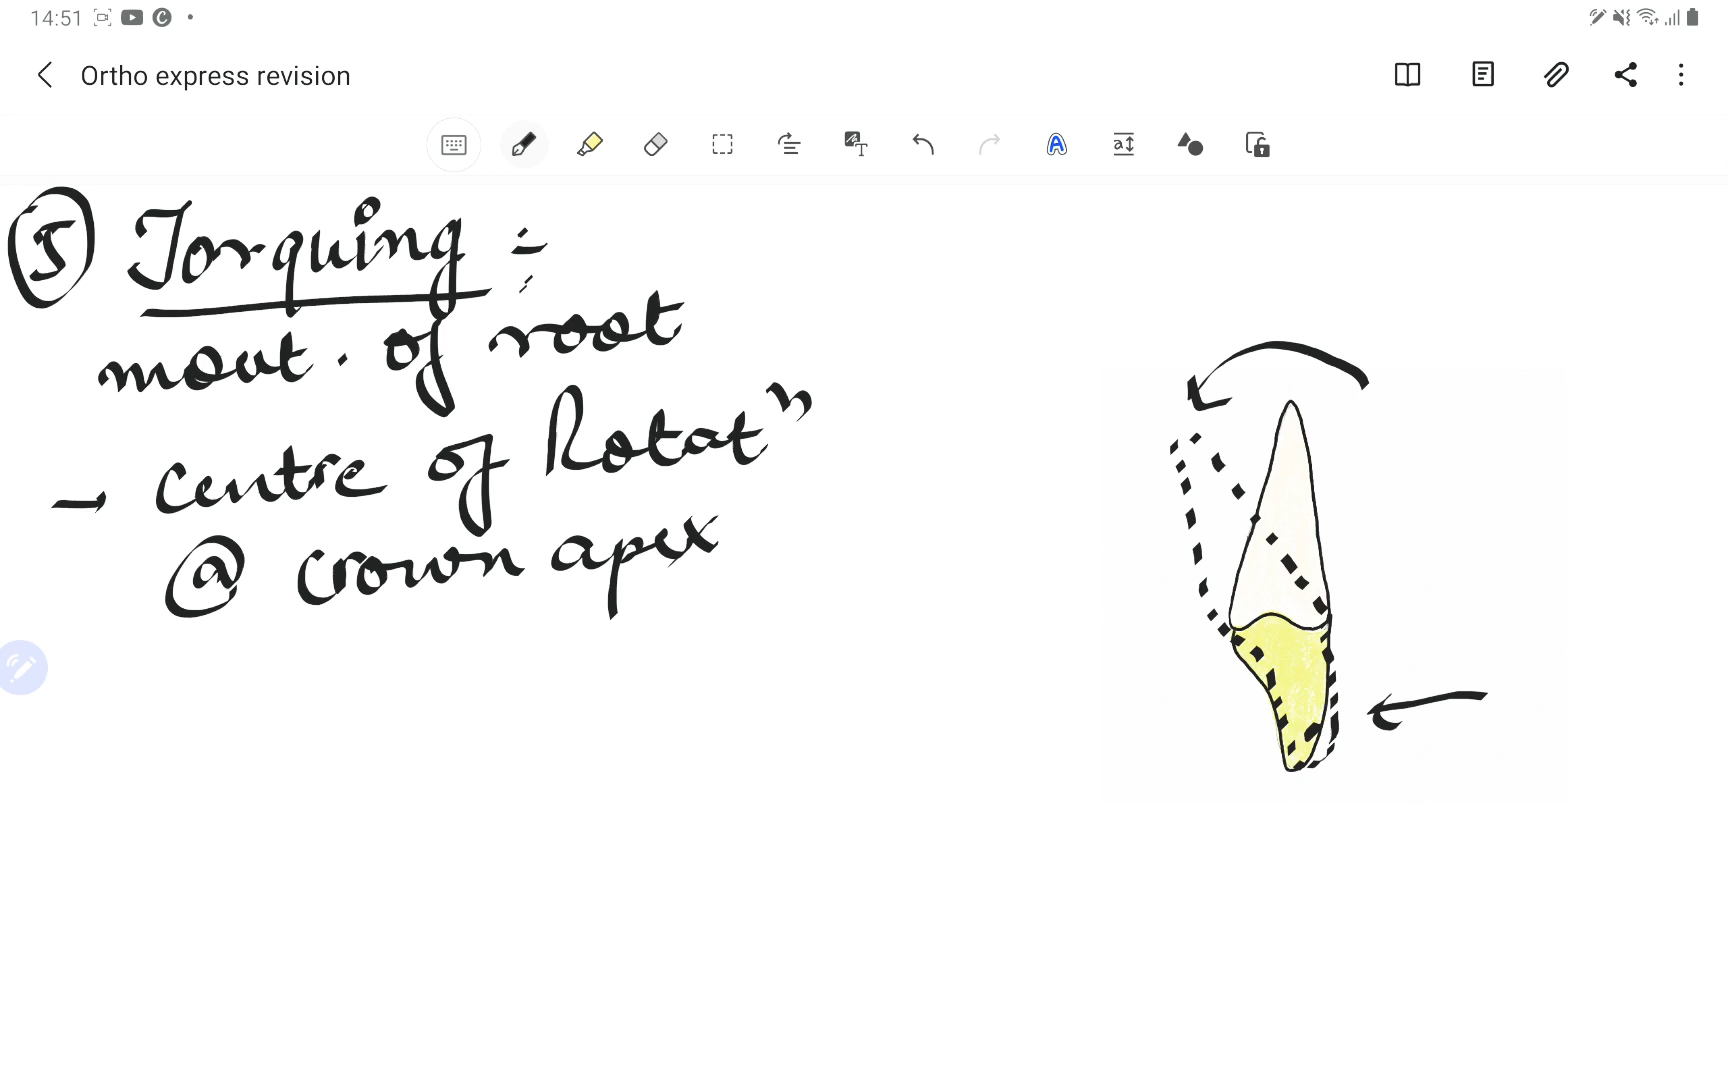 14:51
Ortho express revision
5 Torquing :-
movt. of root
→ centre of Rotatⁿ
@ crown apex